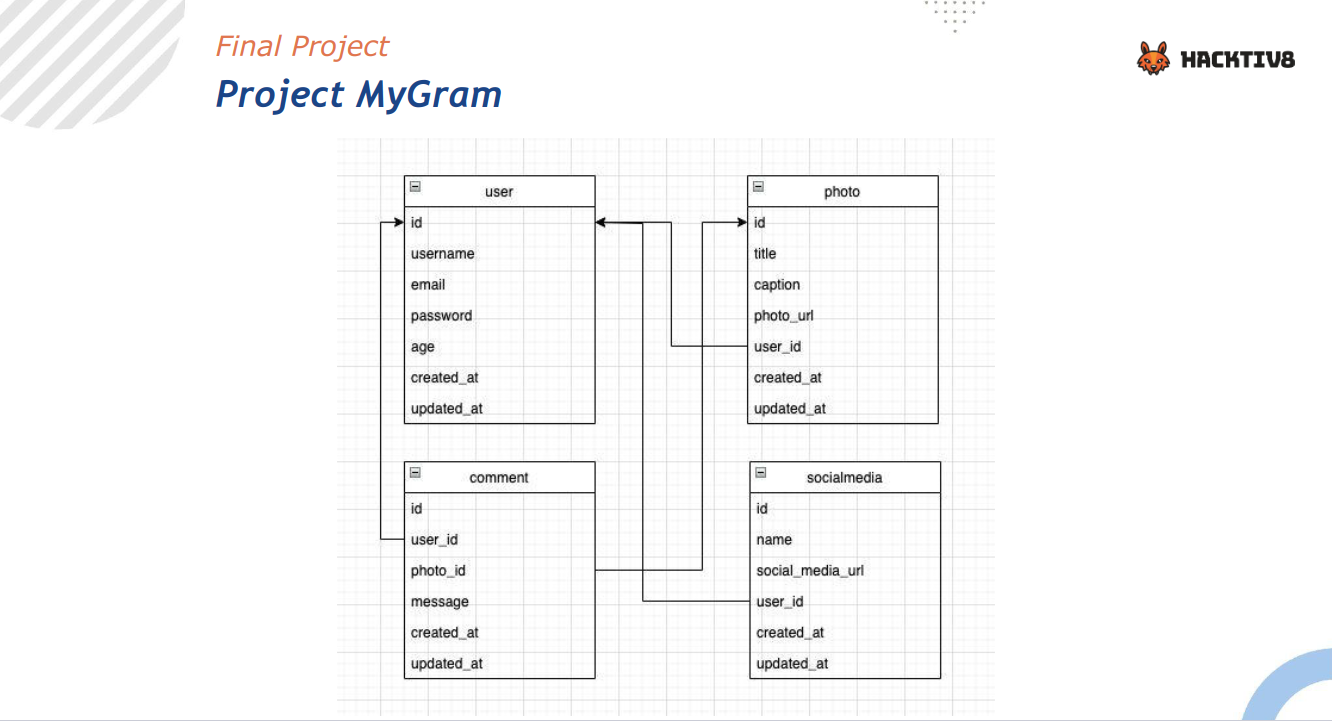 Final Project
Project MyGram
HACKTIV8
user
id
username
email
password
age
created_at
updated_at
photo
id
title
caption
photo_url
user_id
created_at
updated_at
comment
id
user_id
photo_id
message
created_at
updated_at
socialmedia
id
name
social_media_url
user_id
created_at
updated_at